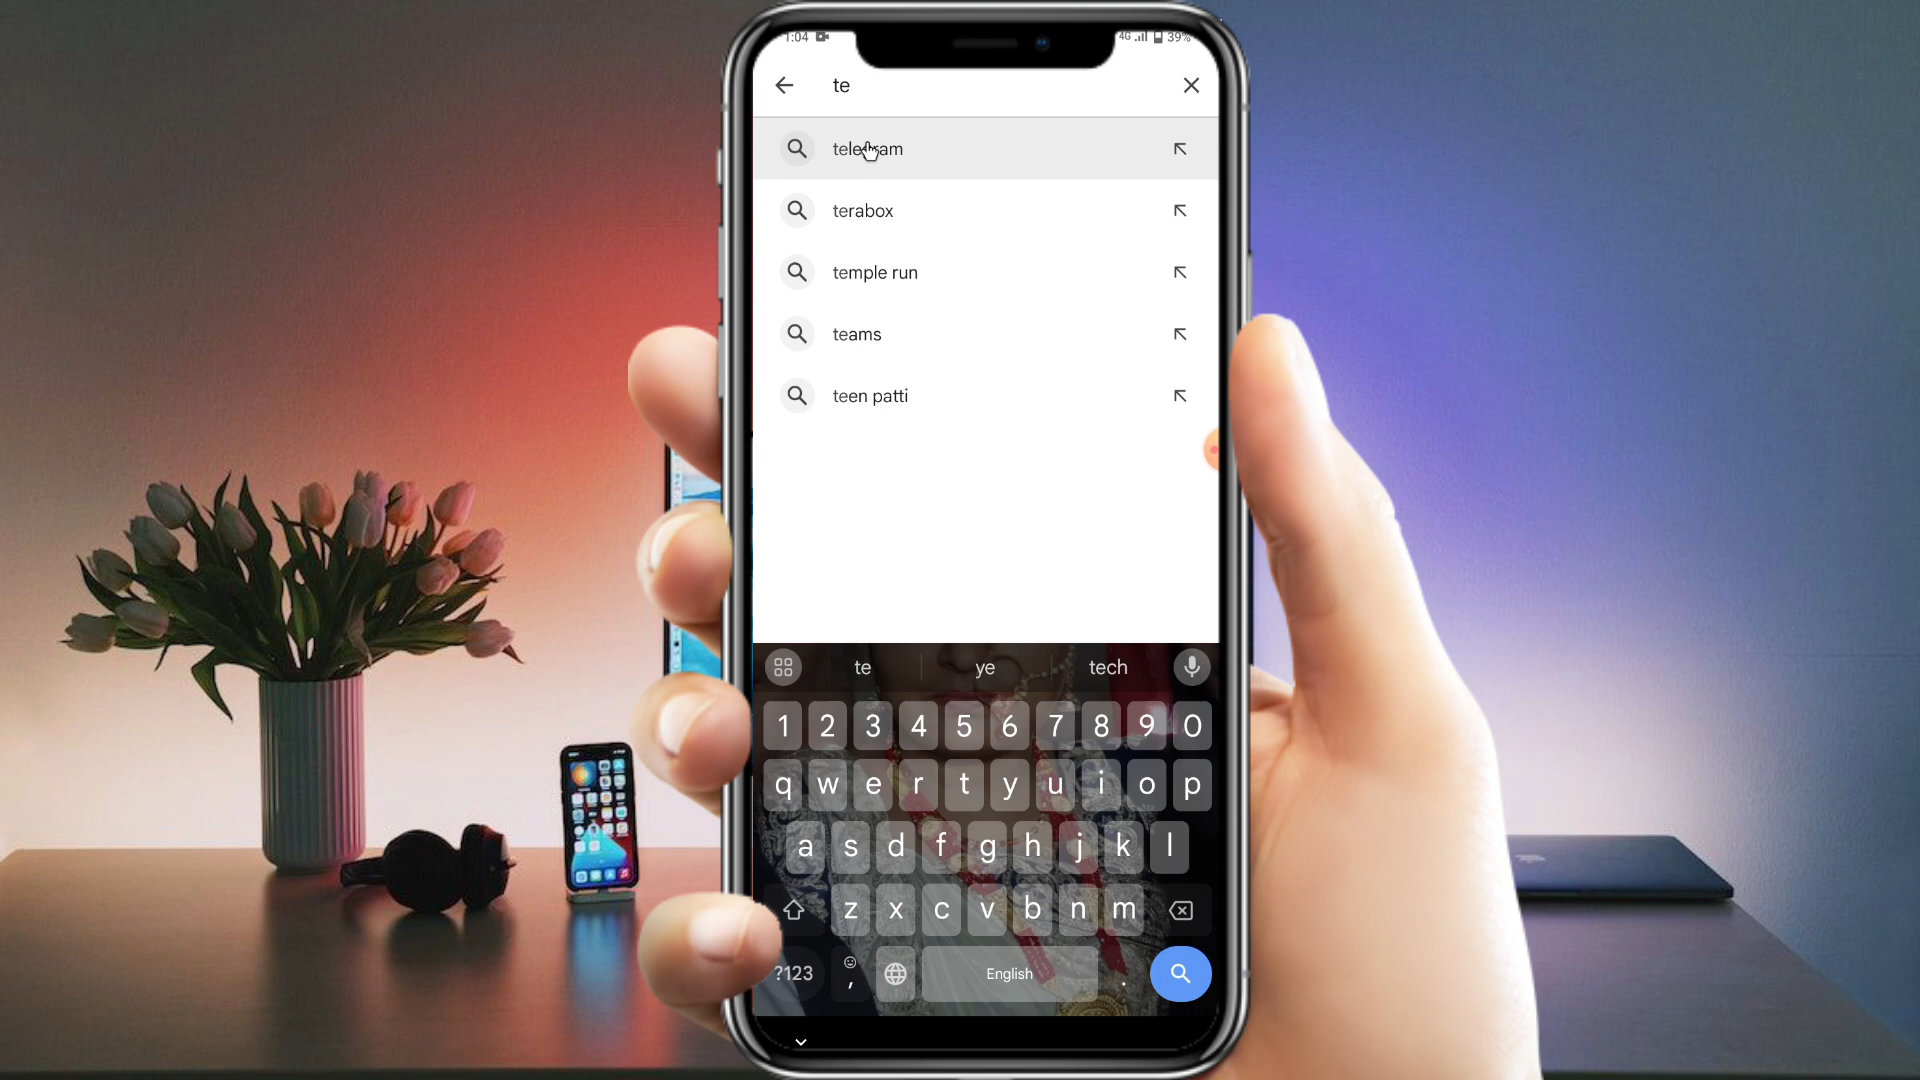 1:04 4G 39%
te
telegram
terabox
temple run
teams
teen patti
te ye tech
1 2 3 4 5 6 7 8 9 0
q w e r t y u i o p
a s d f g h j k l
z x c v b n m
?123 , English .